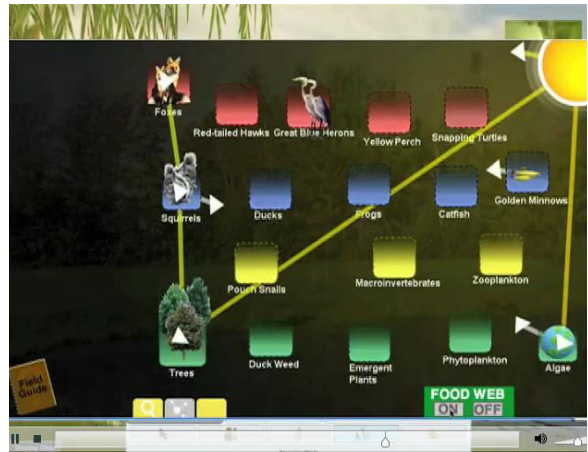 Foxes
Red-tailed Hawks
Great Blue Herons
Yellow Perch
Snapping Turtles
Squirrels
Ducks
Frogs
Catfish
Golden Minnows
Pouch Snails
Macroinvertebrates
Zooplankton
Trees
Duck Weed
Emergent
Plants
Phytoplankton
Algae
Field
Guide
FOOD WEB
ON OFF